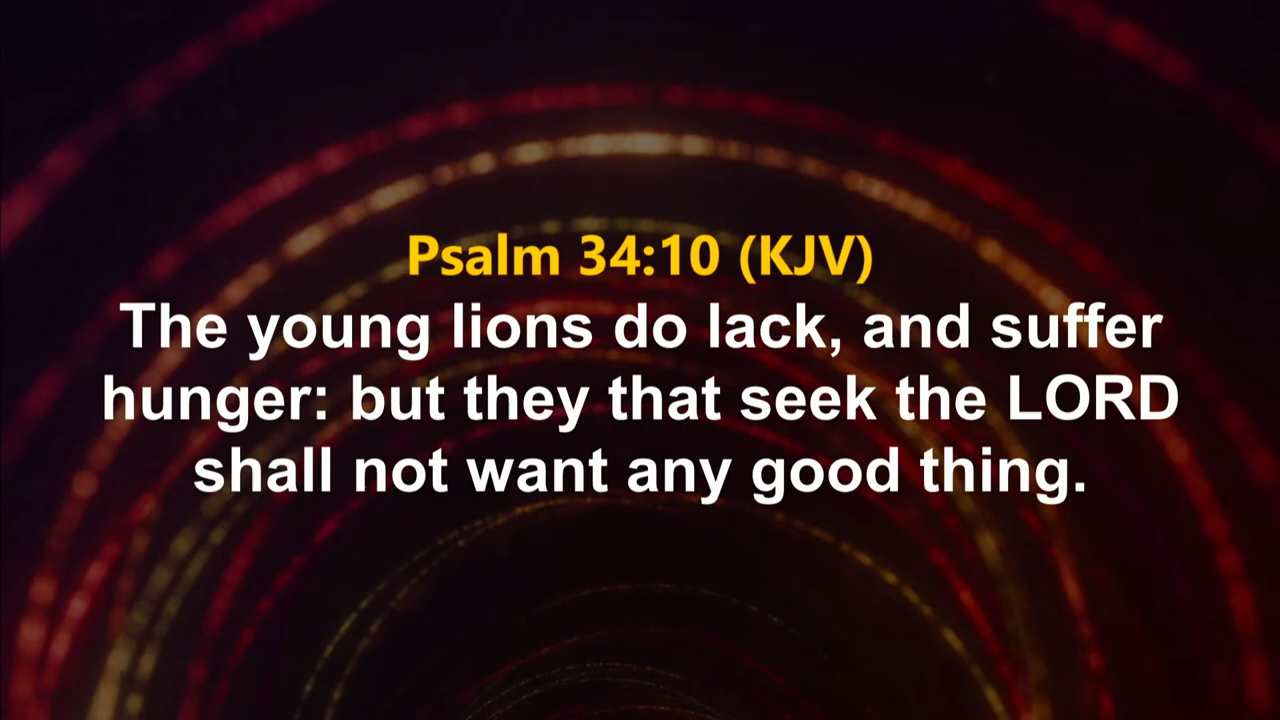 Psalm 34:10 (KJV)
The young lions do lack, and suffer
hunger: but they that seek the LORD
shall not want any good thing.